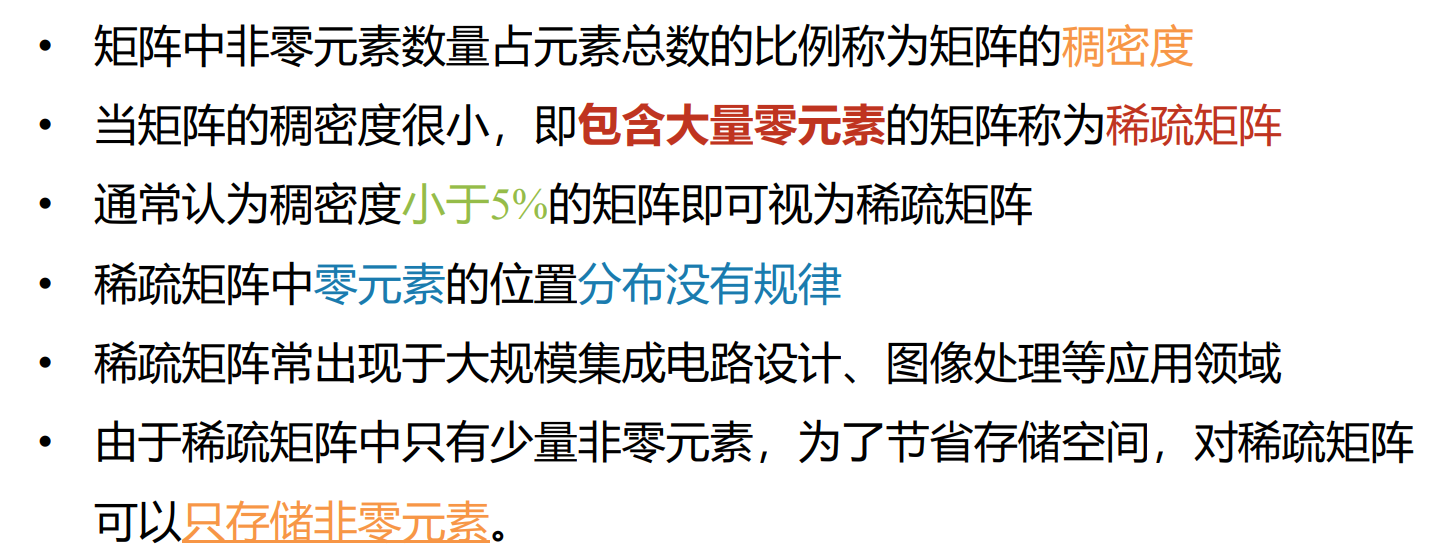 • 矩阵中非零元素数量占元素总数的比例称为矩阵的稠密度
• 当矩阵的稠密度很小，即包含大量零元素的矩阵称为稀疏矩阵
• 通常认为稠密度小于5%的矩阵即可视为稀疏矩阵
• 稀疏矩阵中零元素的位置分布没有规律
• 稀疏矩阵常出现于大规模集成电路设计、图像处理等应用领域
• 由于稀疏矩阵中只有少量非零元素，为了节省存储空间，对稀疏矩阵
可以只存储非零元素。